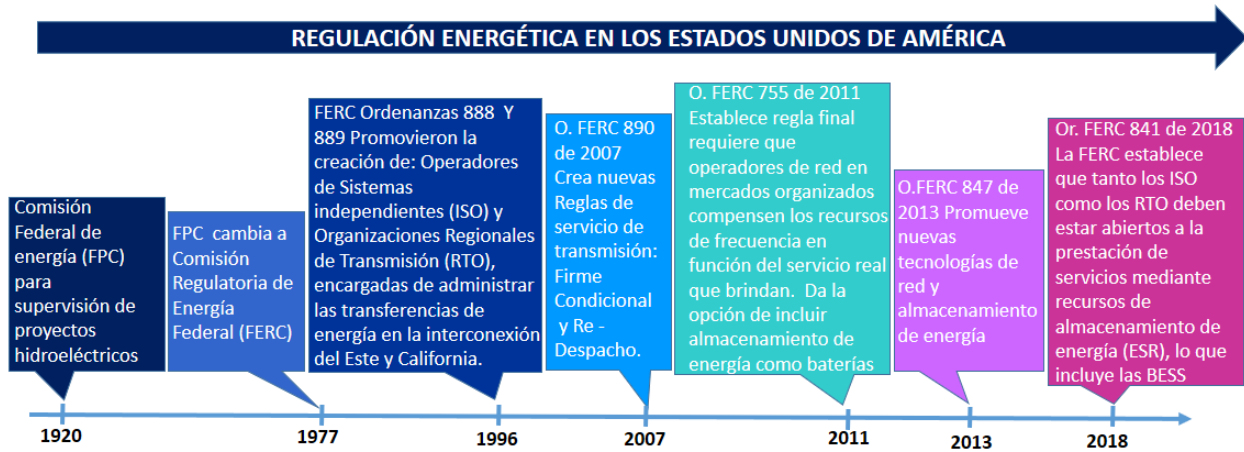 REGULACIÓN ENERGÉTICA EN LOS ESTADOS UNIDOS DE AMÉRICA
Comisión
Federal de
energía (FPC)
para
supervisión de
proyectos
hidroeléctricos
FPC cambia a
Comisión
Regulatoria de
Energía
Federal (FERC)
FERC Ordenanzas 888 Y
889 Promovieron la
creación de: Operadores
de Sistemas
independientes (ISO) y
Organizaciones Regionales
de Transmisión (RTO),
encargadas de administrar
las transferencias de
energía en la interconexión
del Este y California.
O. FERC 890
de 2007
Crea nuevas
Reglas de
servicio de
transmisión:
Firme
Condicional
y Re -
Despacho.
O. FERC 755 de 2011
Establece regla final
requiere que
operadores de red en
mercados organizados
compensen los recursos
de frecuencia en
función del servicio real
que brindan. Da la
opción de incluir
almacenamiento de
energía como baterías
O.FERC 847 de
2013 Promueve
nuevas
tecnologías de
red y
almacenamiento
de energía
Or. FERC 841 de 2018
La FERC establece
que tanto los ISO
como los RTO deben
estar abiertos a la
prestación de
servicios mediante
recursos de
almacenamiento de
energía (ESR), lo que
incluye las BESS
1920
1977
1996
2007
2011
2013
2018